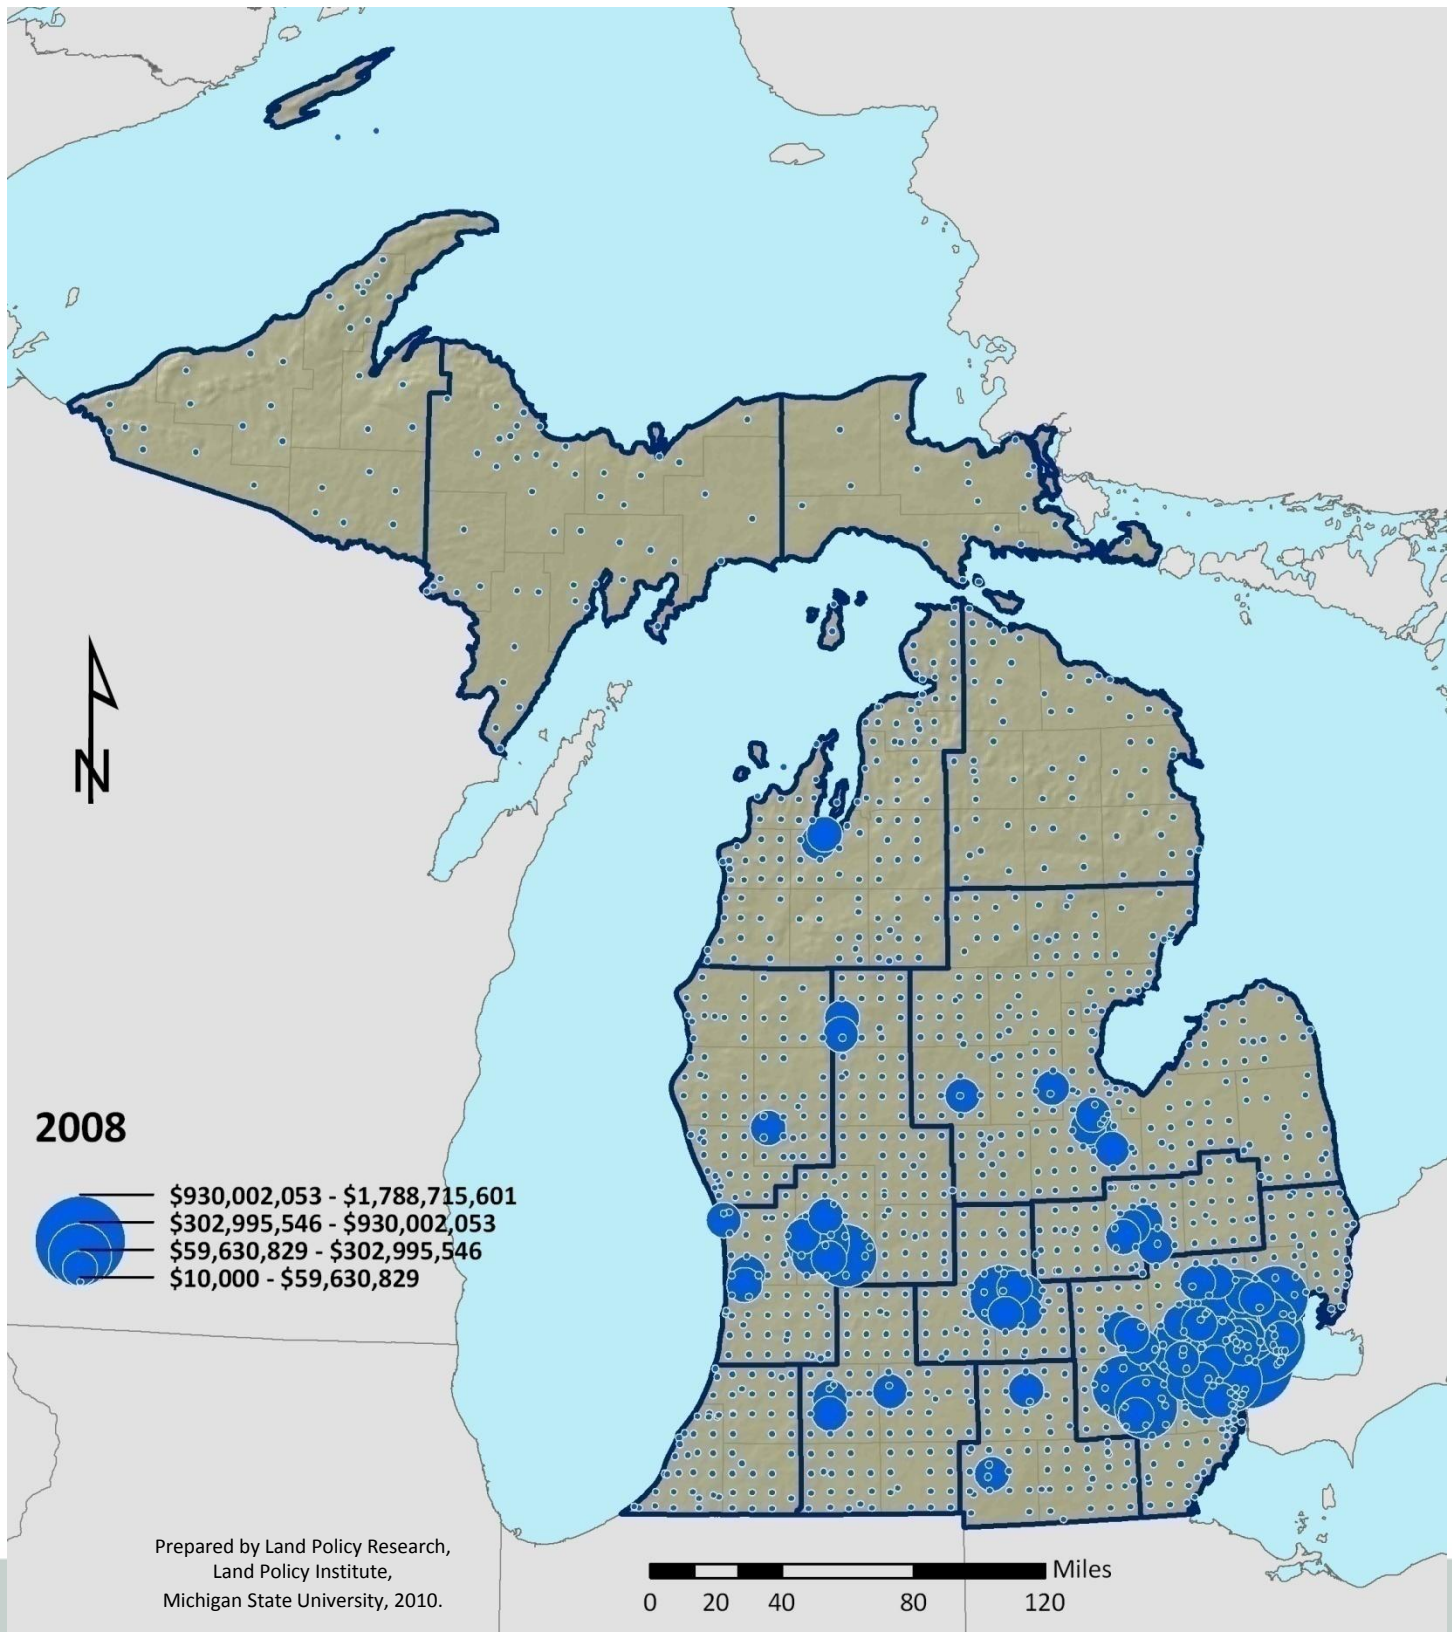 N
2008
$930,002,053 - $1,788,715,601
$302,995,546 - $930,002,053
$59,630,829 - $302,995,546
$10,000 - $59,630,829
Prepared by Land Policy Research,
Land Policy Institute,
Michigan State University, 2010.
Miles
0 20 40 80 120